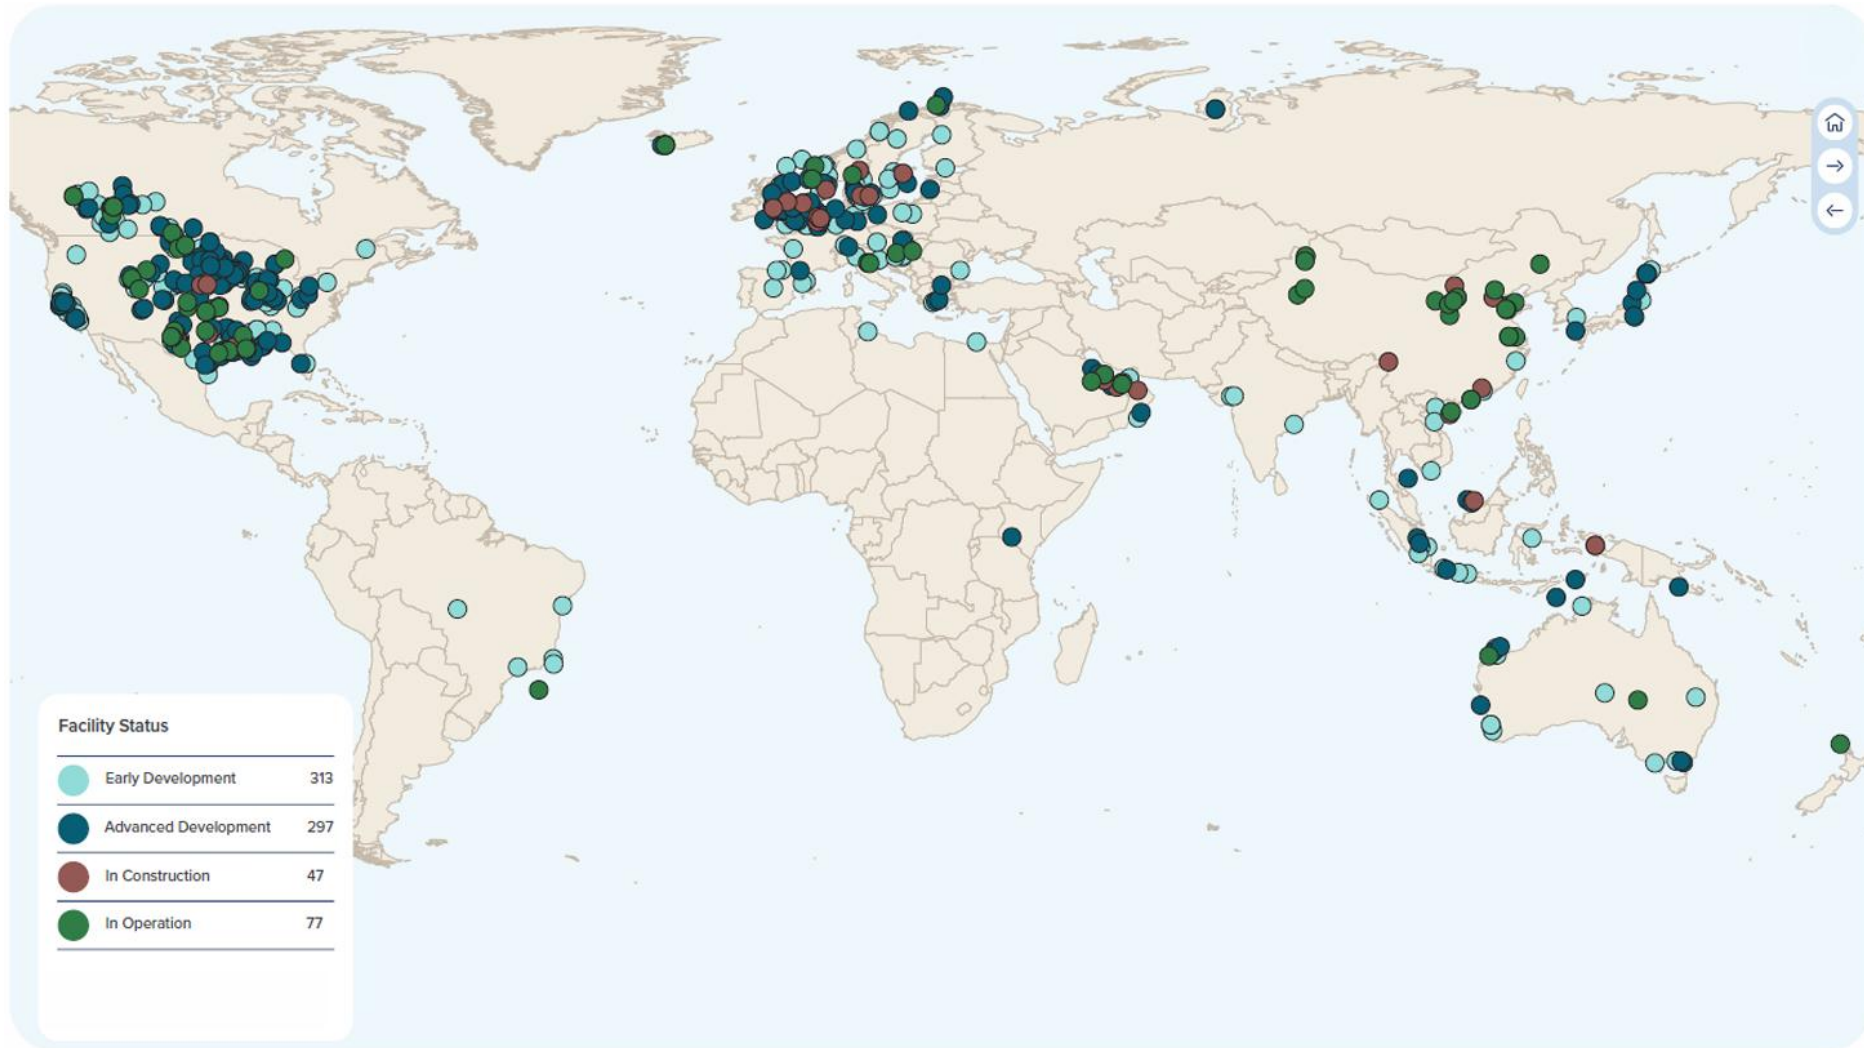 Facility Status
Early Development 313
Advanced Development 297
In Construction 47
In Operation 77